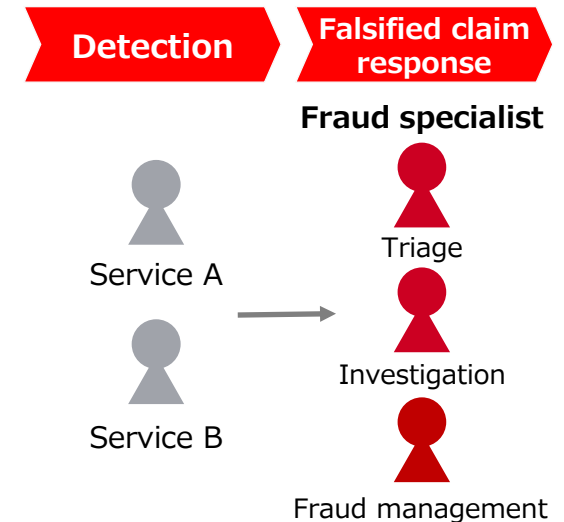 Detection
Falsified claim
response
Fraud specialist
Triage
Service A
Investigation
Service B
Fraud management